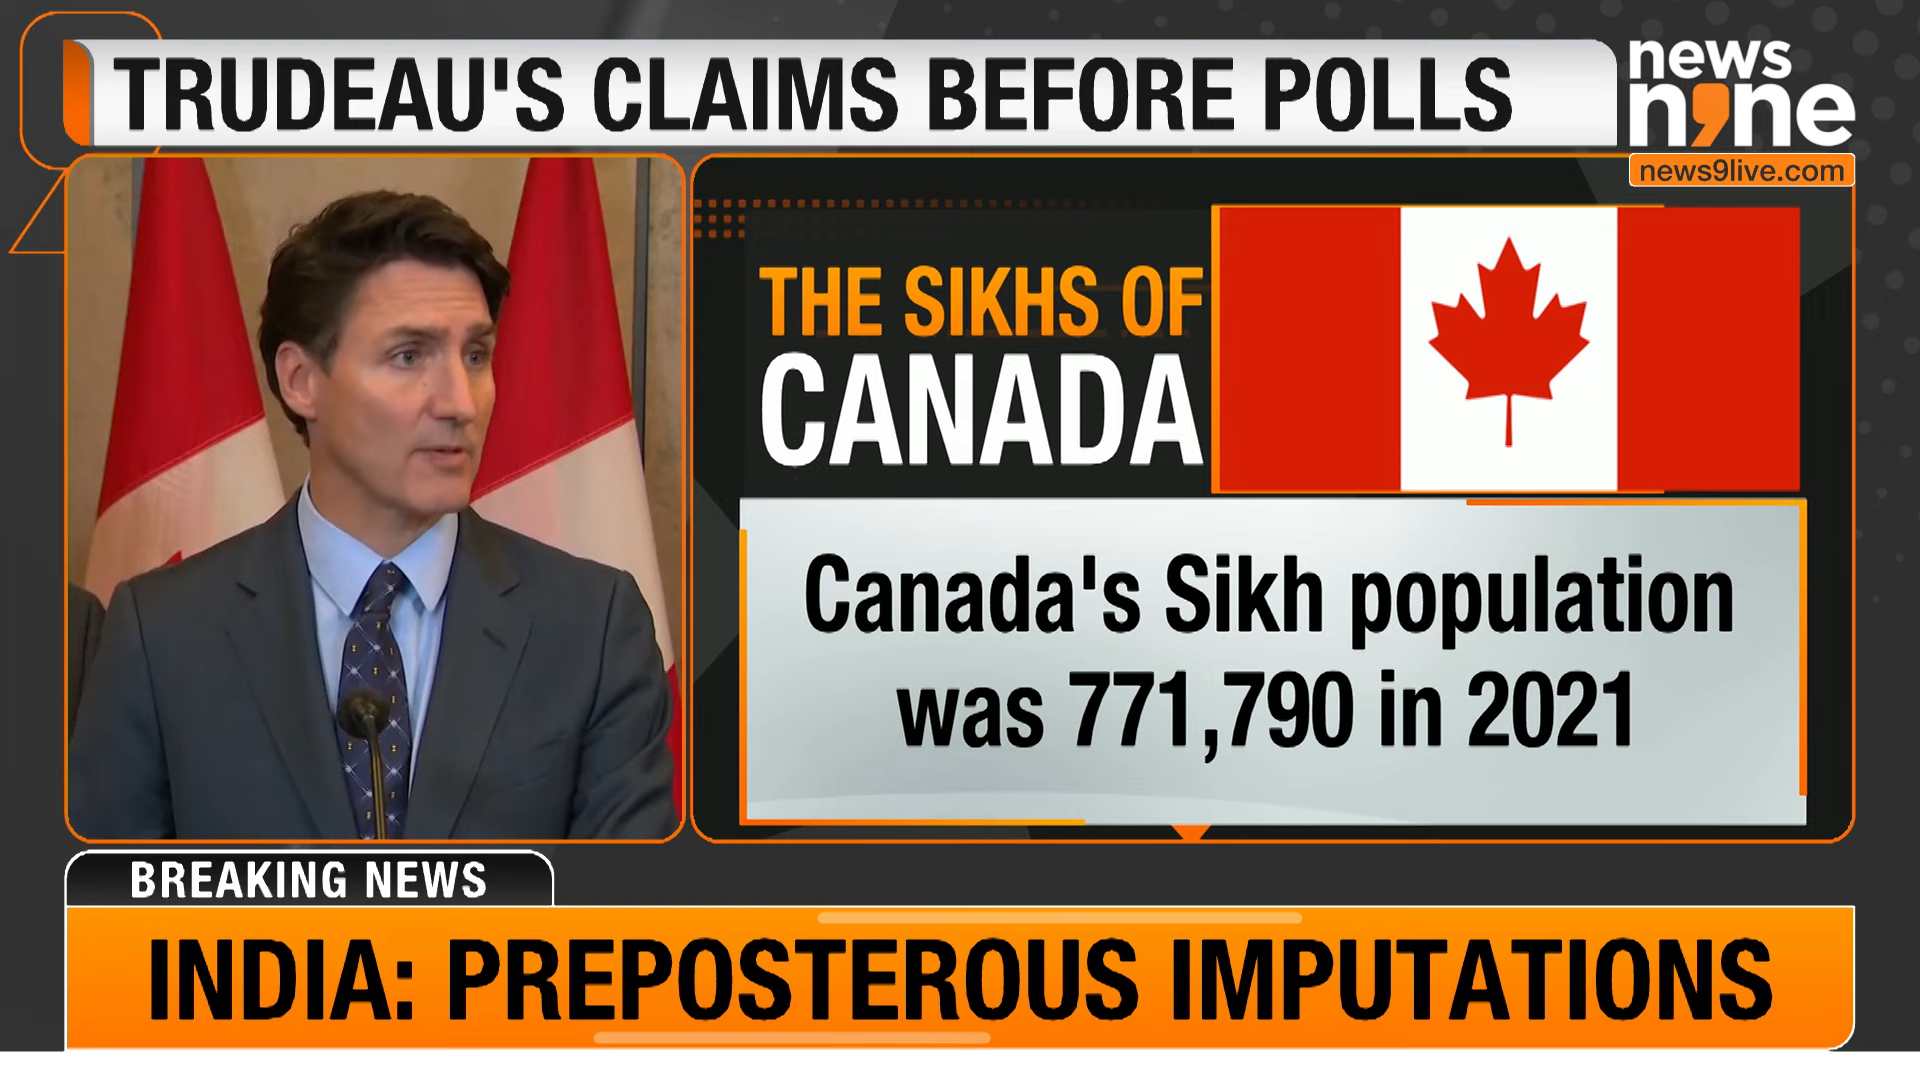 TRUDEAU'S CLAIMS BEFORE POLLS
news
nine
news9live.com
THE SIKHS OF
CANADA
Canada's Sikh population
was 771,790 in 2021
BREAKING NEWS
INDIA: PREPOSTEROUS IMPUTATIONS